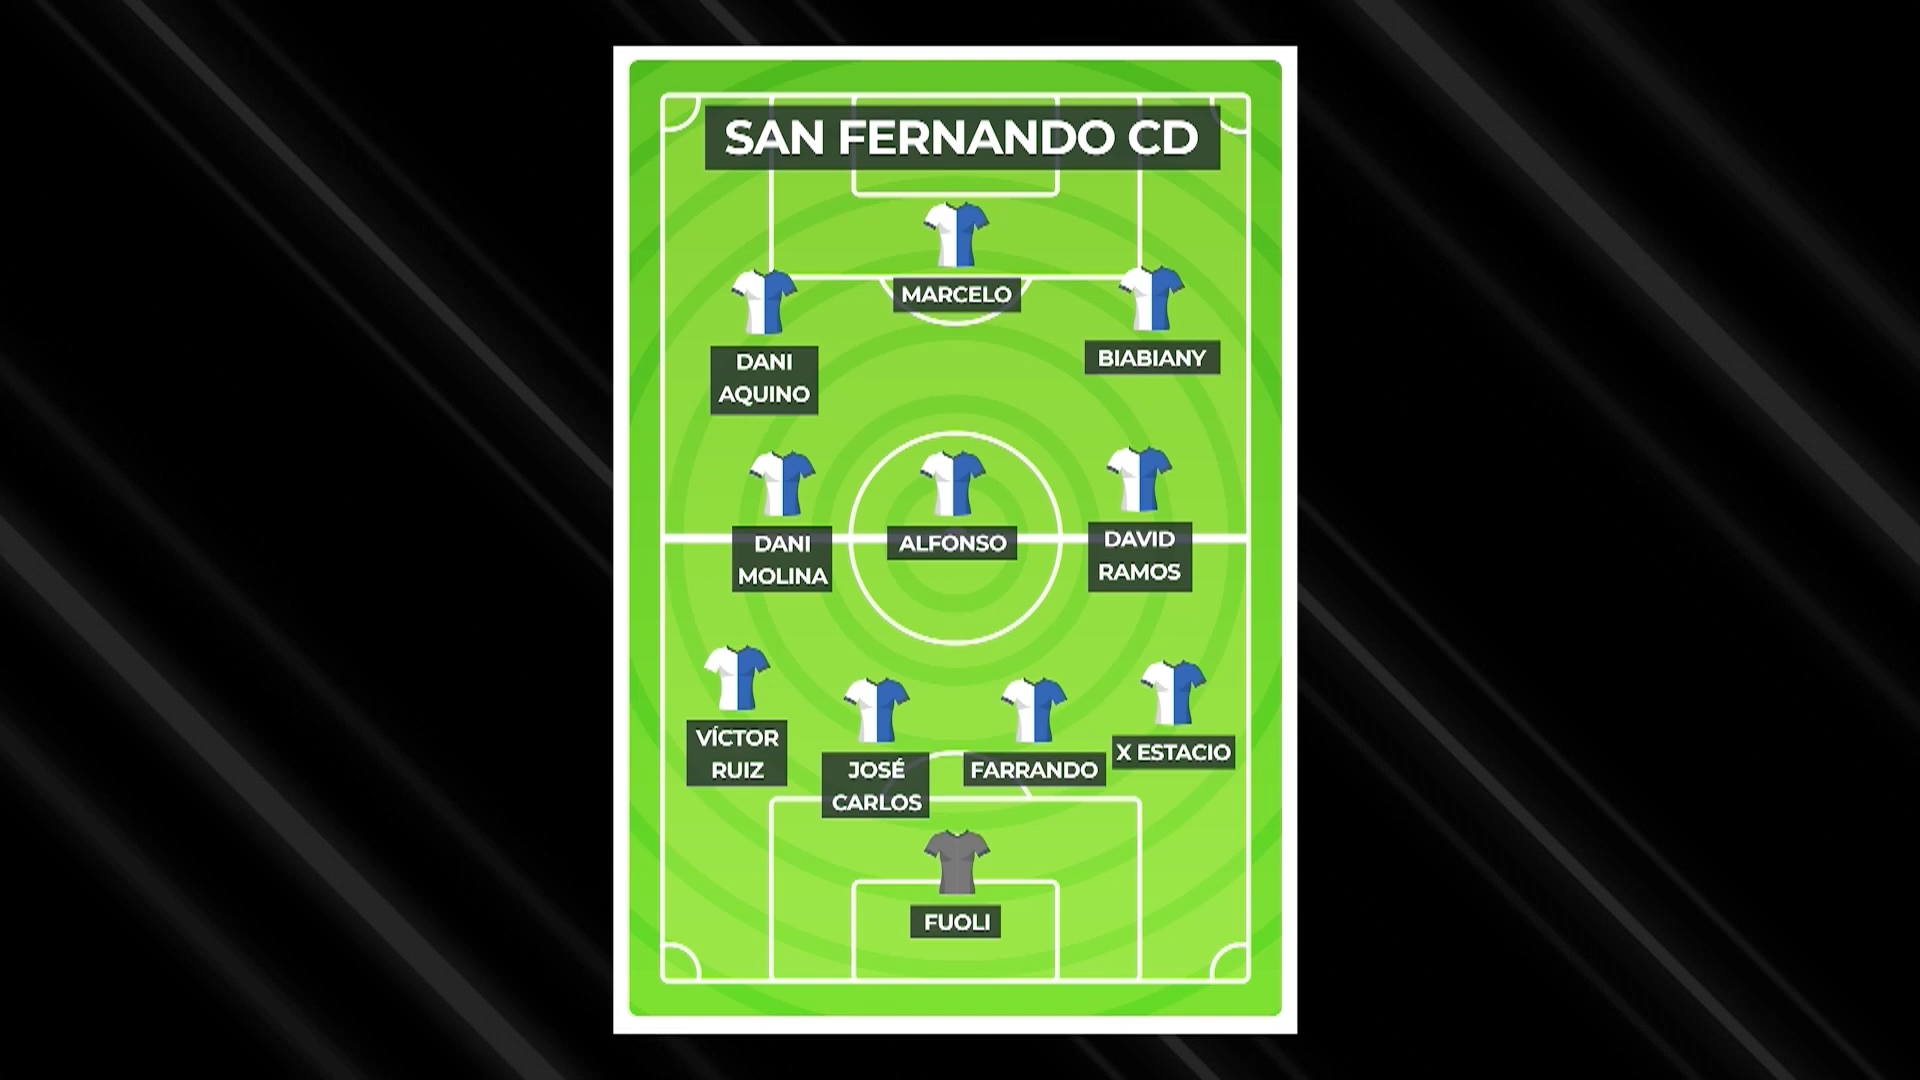 SAN FERNANDO CD
MARCELO
DANI
AQUINO
BIABIANY
DANI
MOLINA
ALFONSO
DAVID
RAMOS
VÍCTOR
RUIZ
JOSÉ
CARLOS
FARRANDO
X ESTACIO
FUOLI